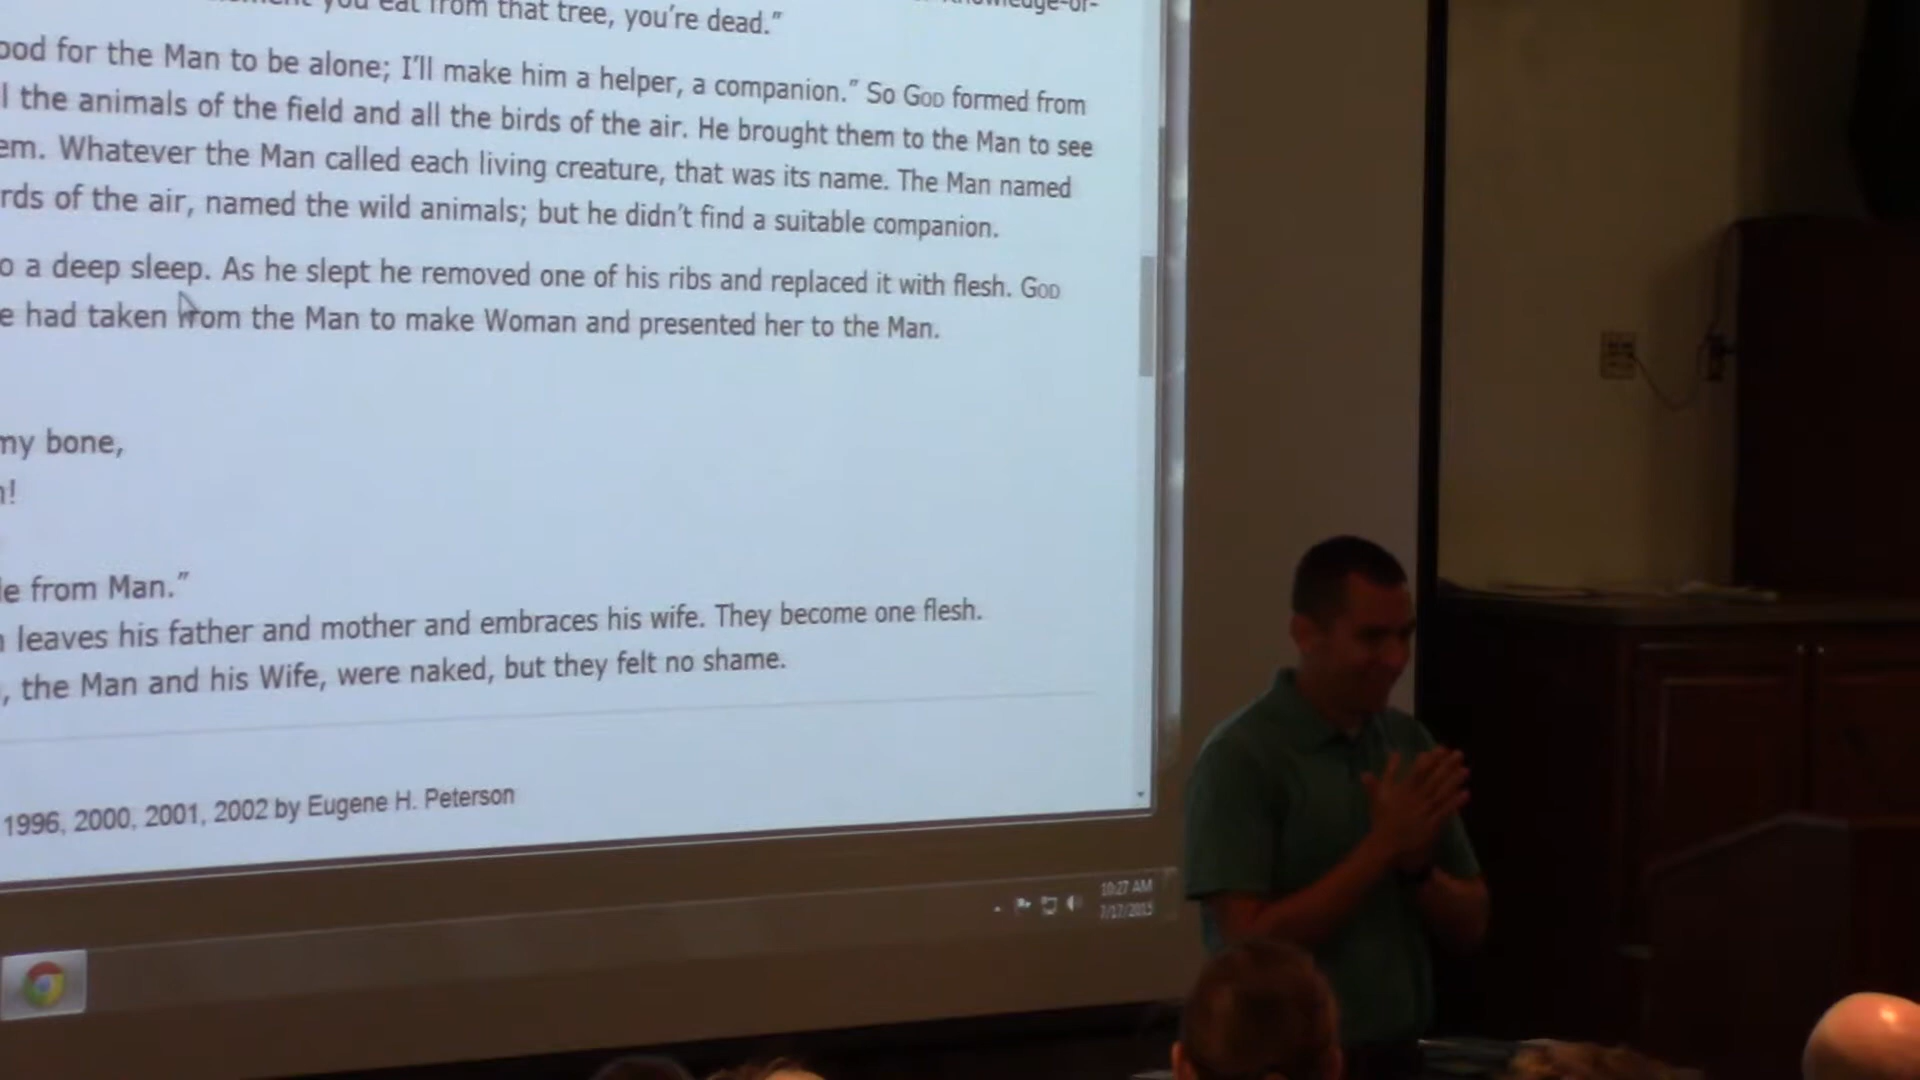 you eat from that tree, you're dead."
for the Man to be alone; I'll make him a helper, a companion." So GOD formed from
the animals of the field and all the birds of the air. He brought them to the Man to see
Whatever the Man called each living creature, that was its name. The Man named
of the air, named the wild animals; but he didn't find a suitable companion.
a deep sleep. As he slept he removed one of his ribs and replaced it with flesh. GOD
had taken from the Man to make Woman and presented her to the Man.
my bone,
from Man."
leaves his father and mother and embraces his wife. They become one flesh.
, the Man and his Wife, were naked, but they felt no shame.
1996, 2000, 2001, 2002 by Eugene H. Peterson
10:27 AM